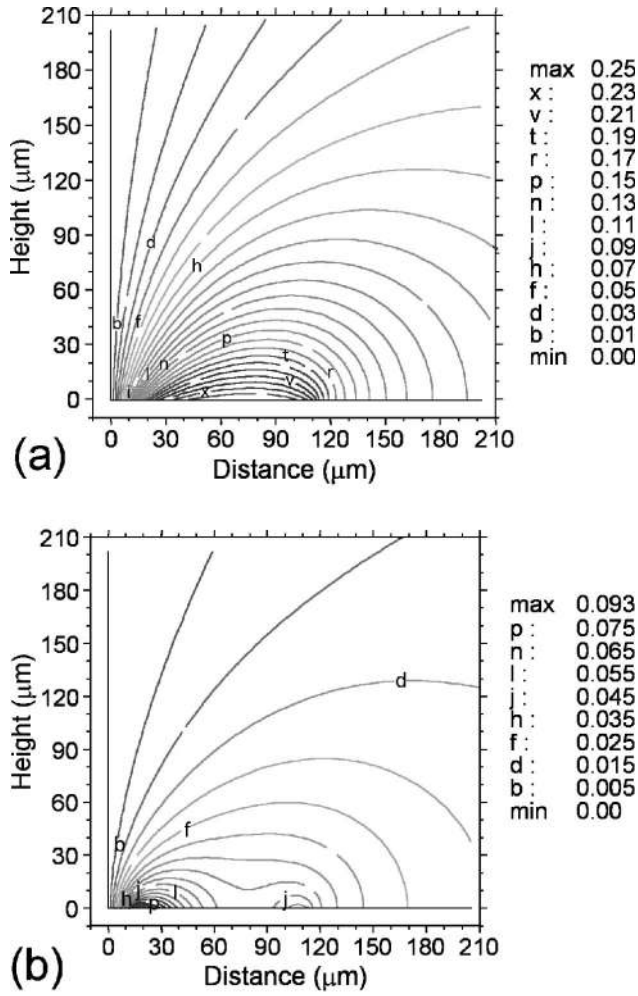 210
180
150
120
90
60
30
0
Height (μm)
d
h
b
f
l
n
i
p
t
r
v
x
0 30 60 90 120 150 180 210
Distance (μm)
(a)
max 0.25
x : 0.23
v : 0.21
t : 0.19
r : 0.17
p : 0.15
n : 0.13
l : 0.11
j : 0.09
h : 0.07
f : 0.05
d : 0.03
b : 0.01
min 0.00
210
180
150
120
90
60
30
0
Height (μm)
d
f
b
j
h
l
p
j
0 30 60 90 120 150 180 210
Distance (μm)
(b)
max 0.093
p : 0.075
n : 0.065
l : 0.055
j : 0.045
h : 0.035
f : 0.025
d : 0.015
b : 0.005
min 0.00